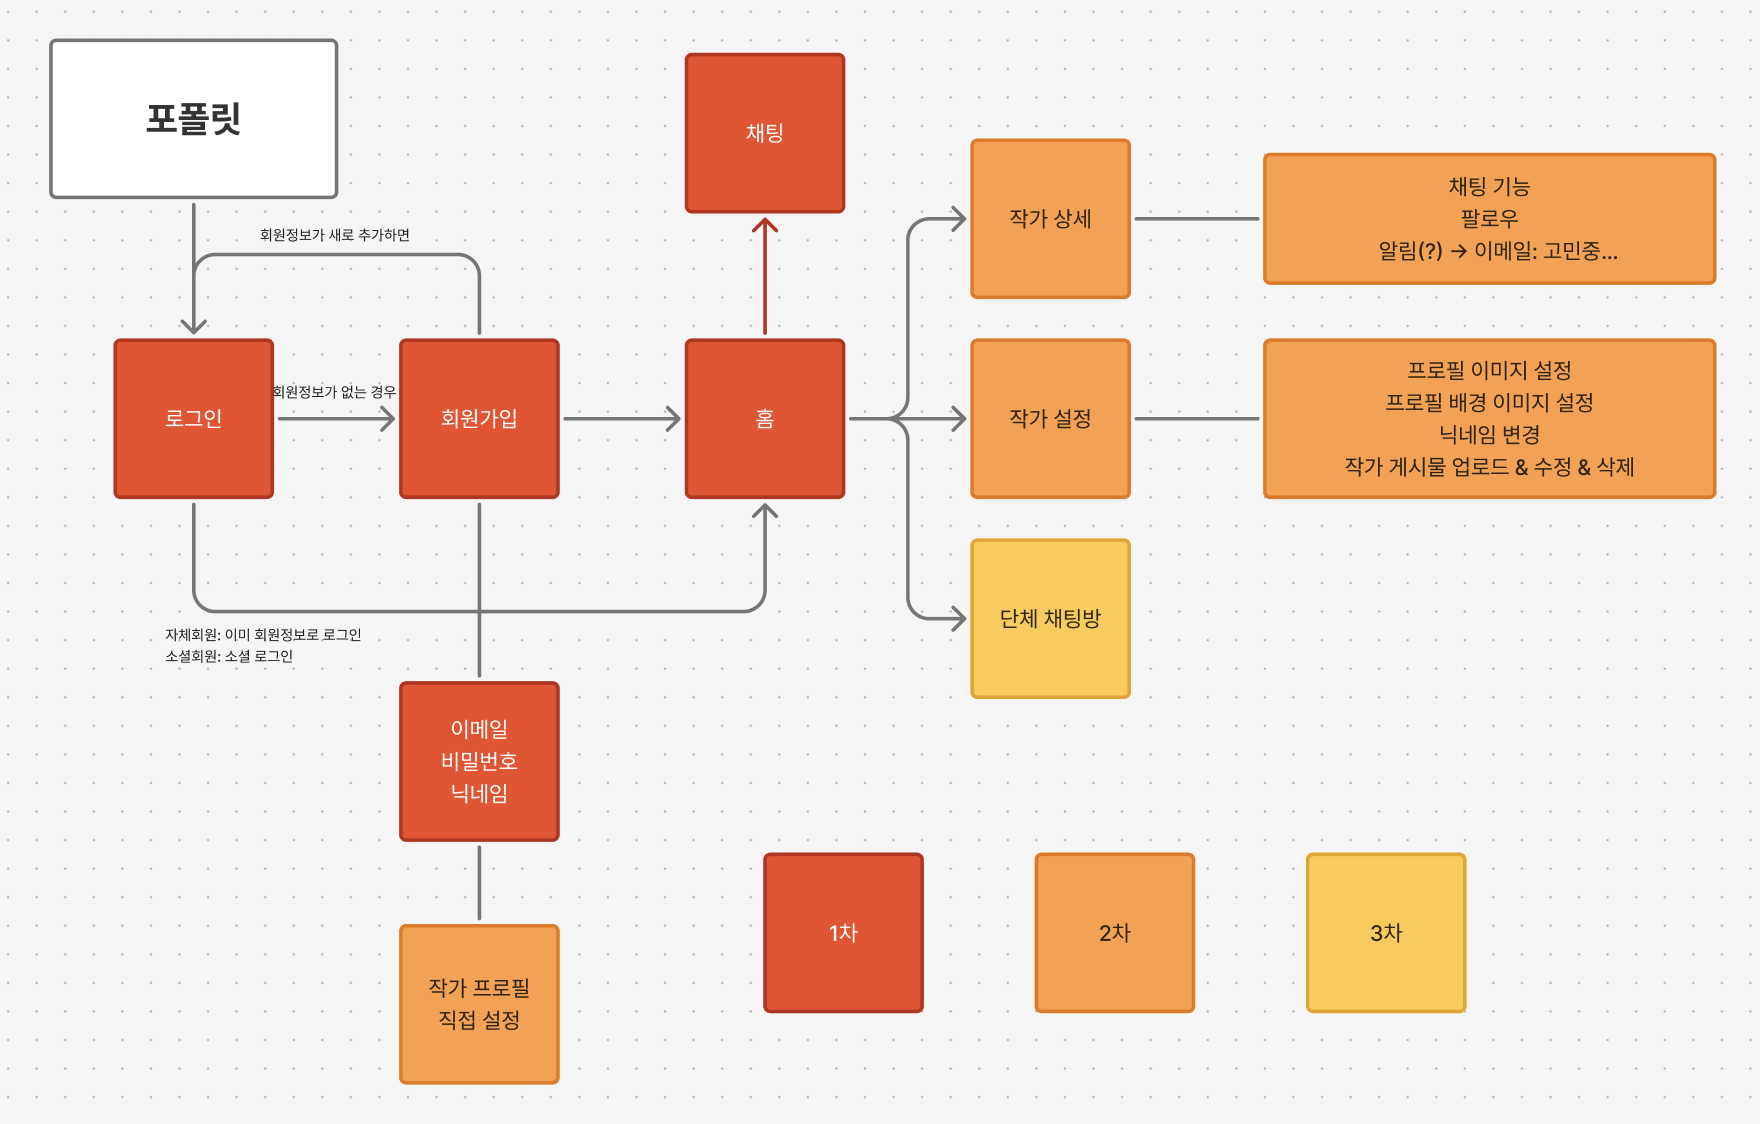 포폴릿
회원정보가 새로 추가하면
로그인
회원정보가 없는 경우
회원가입
홈
채팅
자체회원: 이미 회원정보로 로그인
소셜회원: 소셜 로그인
이메일
비밀번호
닉네임
작가 프로필
직접 설정
작가 상세
채팅 기능
팔로우
알림(?) → 이메일: 고민중...
작가 설정
프로필 이미지 설정
프로필 배경 이미지 설정
닉네임 변경
작가 게시물 업로드 & 수정 & 삭제
단체 채팅방
1차
2차
3차